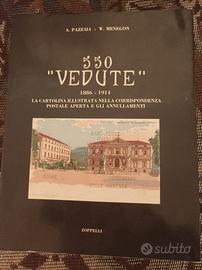 A. PAZZAIA - W. MENEGON
550
"VEDUTE"
1886 - 1914
LA CARTOLINA ILLUSTRATA NELLA CORRISPONDENZA
POSTALE APERTA E GLI ANNULLAMENTI
ZOPPELLI
subito